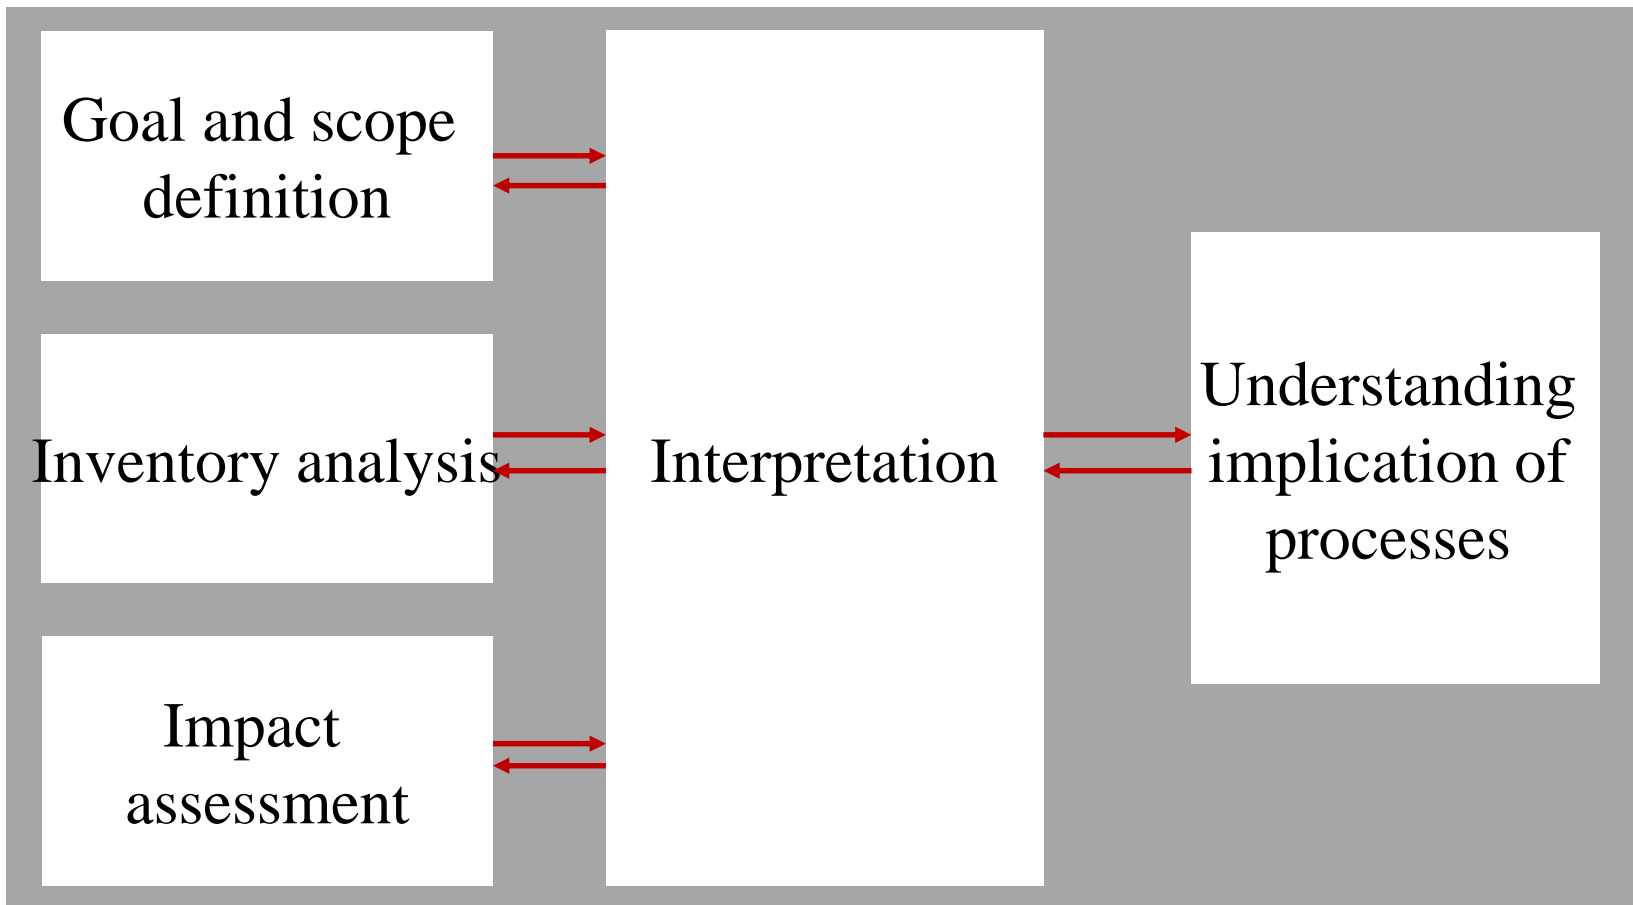 Goal and scope
definition
Inventory analysis
Impact
assessment
Interpretation
Understanding
implication of
processes